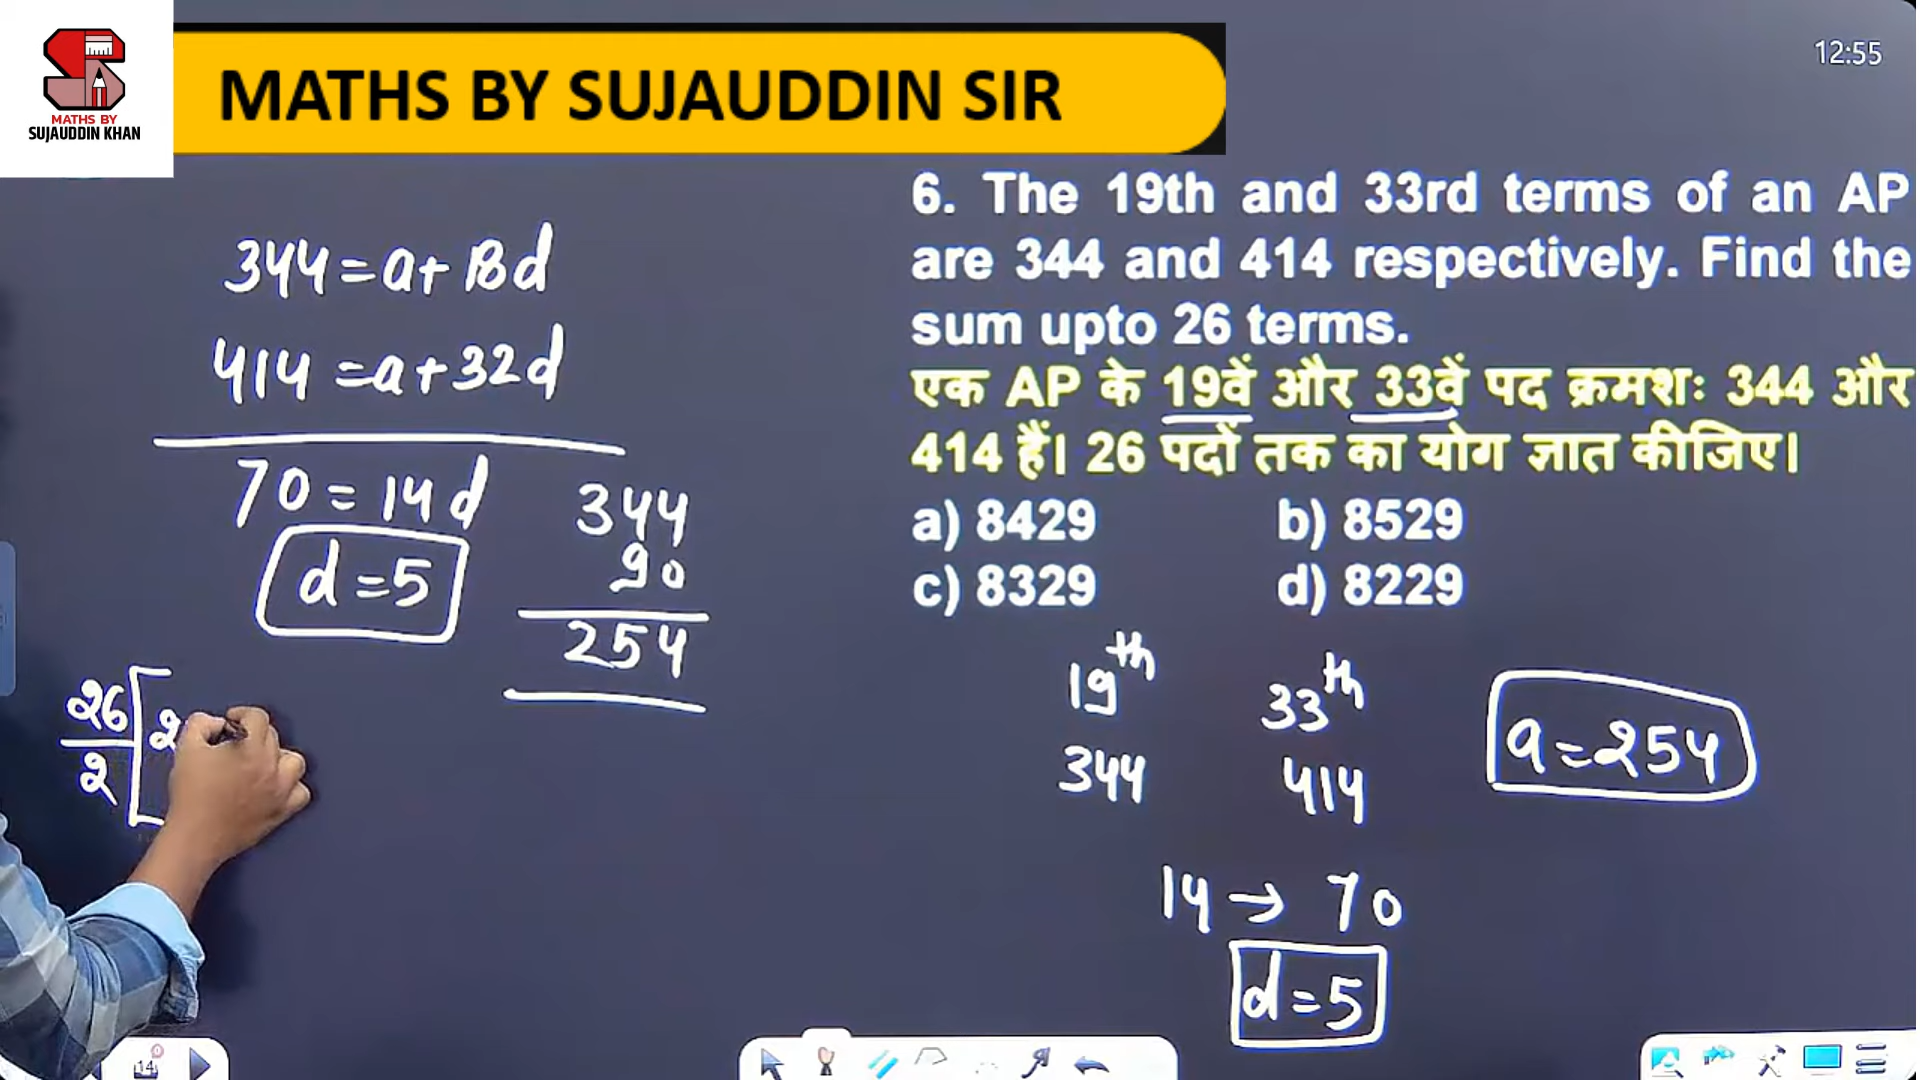 MATHS BY
SUJAUDDIN KHAN
MATHS BY SUJAUDDIN SIR
12:55
6. The 19th and 33rd terms of an AP
are 344 and 414 respectively. Find the
sum upto 26 terms.
एक AP के 19वें और 33वें पद क्रमशः 344 और
414 हैं। 26 पदों तक का योग ज्ञात कीजिए।
a) 8429 b) 8529
c) 8329 d) 8229
344 = a + 18d
414 = a + 32d
70 = 14d
d = 5
344
90
254
26
2
[2
19th 33th
344 414
a = 254
14 → 70
d = 5
14